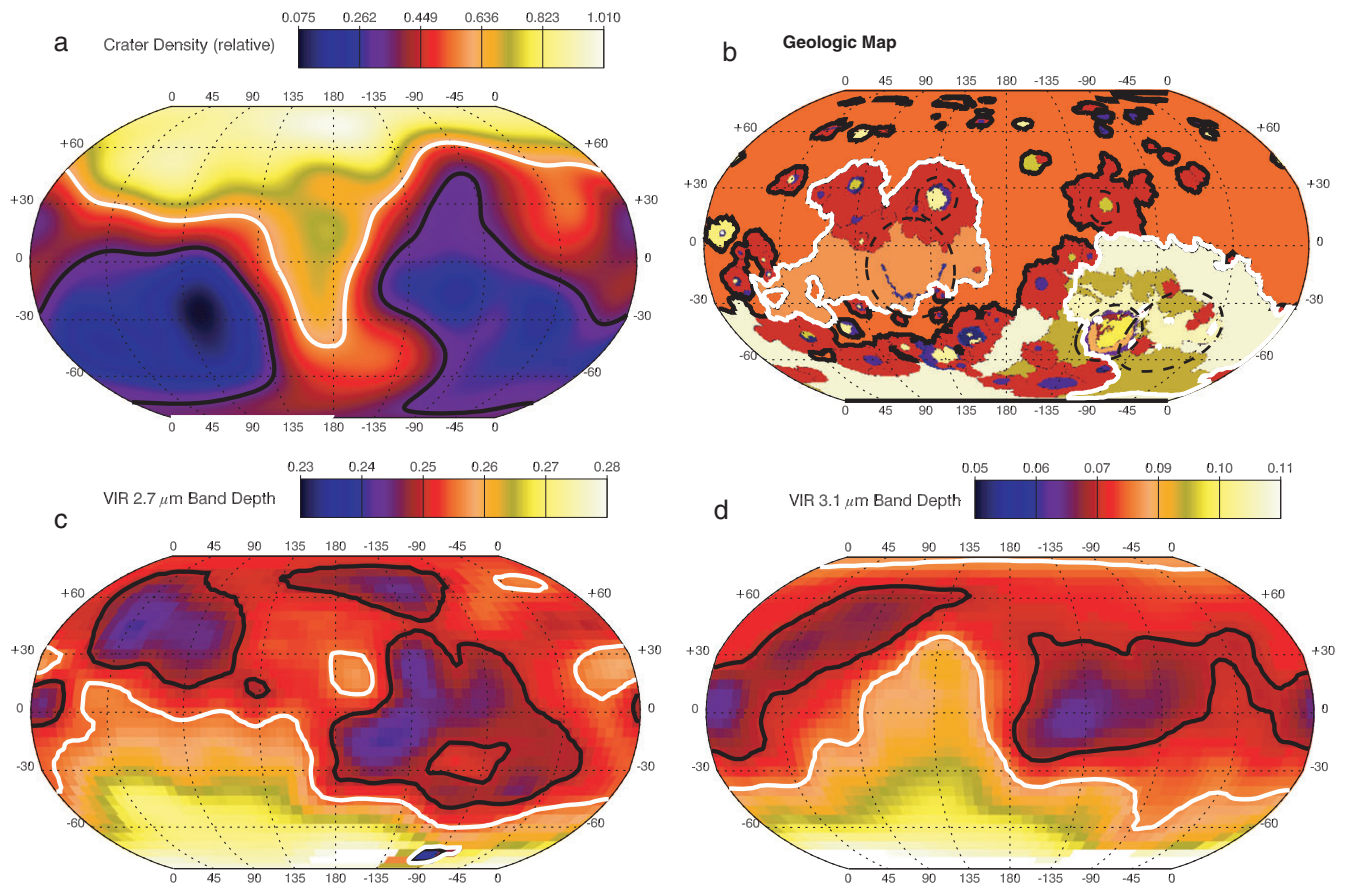 a
Crater Density (relative)
0.075 0.262 0.449 0.636 0.823 1.010
0 45 90 135 180 -135 -90 -45 0
+60 +60
+30 +30
0 0
-30 -30
-60 -60
0 45 90 135 180 -135 -90 -45 0
b
Geologic Map
0 45 90 135 180 -135 -90 -45 0
+60 +60
+30 +30
0 0
-30 -30
-60 -60
0 45 90 135 180 -135 -90 -45 0
c
VIR 2.7 μm Band Depth
0.23 0.24 0.25 0.26 0.27 0.28
0 45 90 135 180 -135 -90 -45 0
+60 +60
+30 +30
0 0
-30 -30
-60 -60
0 45 90 135 180 -135 -90 -45 0
d
VIR 3.1 μm Band Depth
0.05 0.06 0.07 0.09 0.10 0.11
0 45 90 135 180 -135 -90 -45 0
+60 +60
+30 +30
0 0
-30 -30
-60 -60
0 45 90 135 180 -135 -90 -45 0